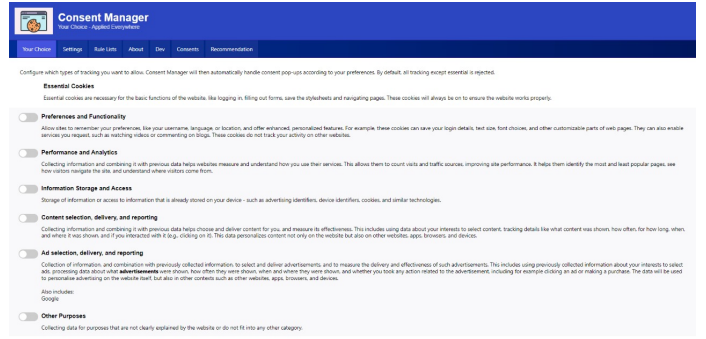 Consent Manager
Your Choice - Applied Everywhere
Your Choice Settings Rule Lists About Dev Consents Recommendation
Configure which types of tracking you want to allow. Consent Manager will then automatically handle consent pop-ups according to your preferences. By default, all tracking except essential is rejected.
Essential Cookies
Essential cookies are necessary for the basic functions of the website, like logging in, filling out forms, save the stylesheets and navigating pages. These cookies will always be on to ensure the website works properly.
Preferences and Functionality
Allow sites to remember your preferences, like your username, language, or location, and offer enhanced, personalized features. For example, these cookies can save your login details, text size, font choices, and other customizable parts of web pages. They can also enable
services you request, such as watching videos or commenting on blogs. These cookies do not track your activity on other websites.
Performance and Analytics
Collecting information and combining it with previous data helps websites measure and understand how you use their services. This allows them to count visits and traffic sources, improving site performance. It helps them identify the most and least popular pages, see
how visitors navigate the site, and understand where visitors come from.
Information Storage and Access
Storage of information or access to information that is already stored on your device - such as advertising identifiers, device identifiers, cookies, and similar technologies.
Content selection, delivery, and reporting
Collecting information and combining it with previous data helps choose and deliver content for you, and measure its effectiveness. This includes using data about your interests to select content, tracking details like what content was shown, how often, for how long, when,
and where it was shown, and if you interacted with it (e.g., clicking on it). This data personalizes content not only on the website but also on other websites, apps, browsers, and devices.
Ad selection, delivery, and reporting
Collection of information, and combination with previously collected information, to select and deliver advertisements, and to measure the delivery and effectiveness of such advertisements. This includes using previously collected information about your interests to select
ads, processing data about what advertisements were shown, how often they were shown, when and where they were shown, and whether you took any action related to the advertisement, including for example clicking an ad or making a purchase. The data will be used
to personalise advertising on the website itself, but also in other contexts such as other websites, apps, browsers, and devices.
Also includes:
Google
Other Purposes
Collecting data for purposes that are not clearly explained by the website or do not fit into any other category.